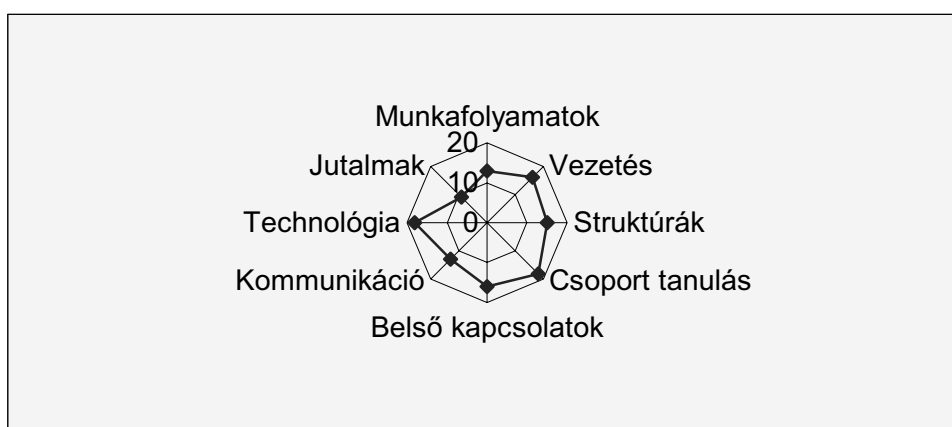 Munkafolyamatok
20
Jutalmak
Vezetés
10
Technológia
0
Struktúrák
Kommunikáció
Csoport tanulás
Belső kapcsolatok